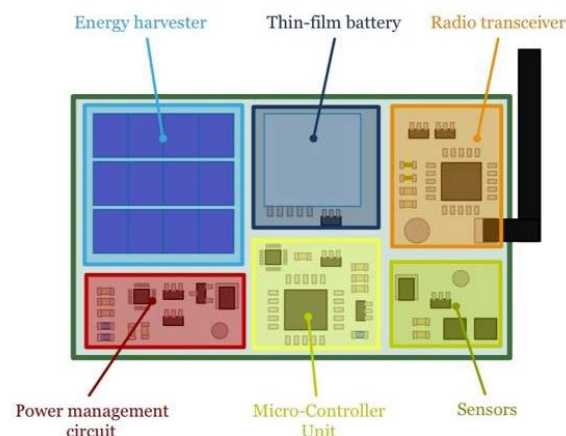 Energy harvester
Thin-film battery
Radio transceiver
Power management
circuit
Micro-Controller
Unit
Sensors